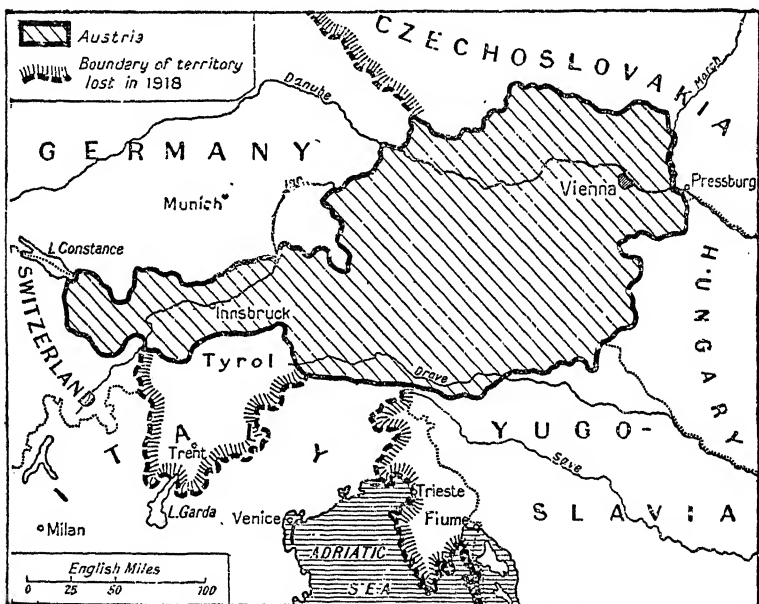 Austria
Boundary of territory
lost in 1918
CZECHOSLOVAKIA
March
Danube
GERMANY
Munich
Inn
Vienna
Pressburg
L.Constance
SWITZERLAND
Innsbruck
HUNGARY
Tyrol
Drave
ITALY
Trent
YUGO-
SLAVIA
Save
L.Garda
Venice
Trieste
Fiume
Milan
ADRIATIC
SEA
English Miles
0 25 50 100